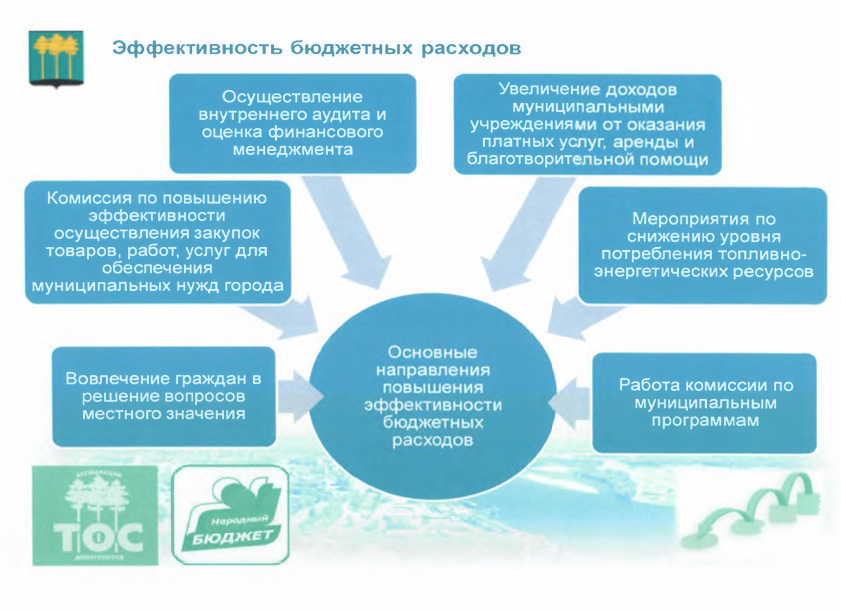 Эффективность бюджетных расходов
Осуществление
внутреннего аудита и
оценка финансового
менеджмента
Увеличение доходов
муниципальными
учреждениями от оказания
платных услуг, аренды и
благотворительной помощи
Комиссия по повышению
эффективности
осуществления закупок
товаров, работ, услуг для
обеспечения
муниципальных нужд города
Мероприятия по
снижению уровня
потребления топливно-
энергетических ресурсов
Основные
направления
повышения
эффективности
бюджетных
расходов
Вовлечение граждан в
решение вопросов
местного значения
Работа комиссии по
муниципальным
программам
АССОЦИАЦИЯ
ТОС
ДИМИТРОВГРАД
Народный
БЮДЖЕТ